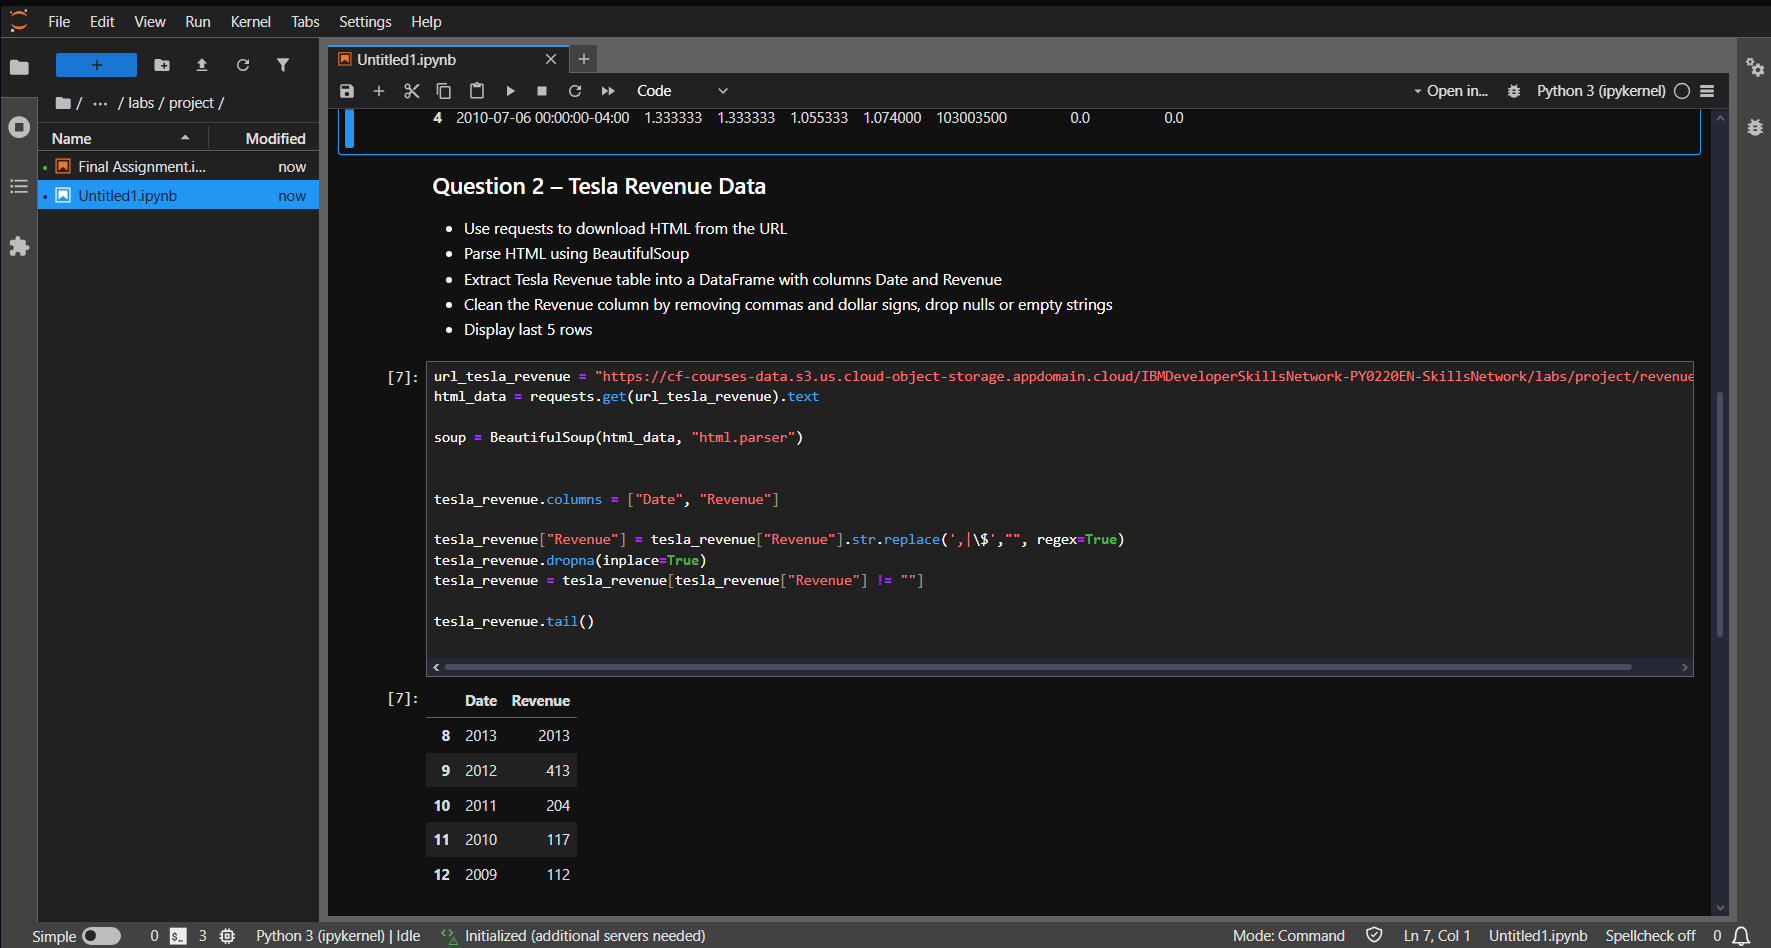 File Edit View Run Kernel Tabs Settings Help
+
/ ··· / labs / project /
Name Modified
Final Assignment.i... now
Untitled1.ipynb now
Untitled1.ipynb
Code
Open in...
Python 3 (ipykernel)
4 2010-07-06 00:00:00-04:00 1.333333 1.333333 1.055333 1.074000 103003500 0.0 0.0
Question 2 – Tesla Revenue Data
• Use requests to download HTML from the URL
• Parse HTML using BeautifulSoup
• Extract Tesla Revenue table into a DataFrame with columns Date and Revenue
• Clean the Revenue column by removing commas and dollar signs, drop nulls or empty strings
• Display last 5 rows
[7]:
url_tesla_revenue = "https://cf-courses-data.s3.us.cloud-object-storage.appdomain.cloud/IBMDeveloperSkillsNetwork-PY0220EN-SkillsNetwork/labs/project/revenue
html_data = requests.get(url_tesla_revenue).text
soup = BeautifulSoup(html_data, "html.parser")
tesla_revenue.columns = ["Date", "Revenue"]
tesla_revenue["Revenue"] = tesla_revenue["Revenue"].str.replace(',|\$',"", regex=True)
tesla_revenue.dropna(inplace=True)
tesla_revenue = tesla_revenue[tesla_revenue["Revenue"] != ""]
tesla_revenue.tail()
[7]:
Date Revenue
8 2013 2013
9 2012 413
10 2011 204
11 2010 117
12 2009 112
Simple 0 $_ 3 Python 3 (ipykernel) | Idle Initialized (additional servers needed) Mode: Command Ln 7, Col 1 Untitled1.ipynb Spellcheck off 0